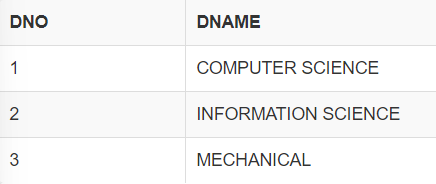 DNO DNAME
1 COMPUTER SCIENCE
2 INFORMATION SCIENCE
3 MECHANICAL